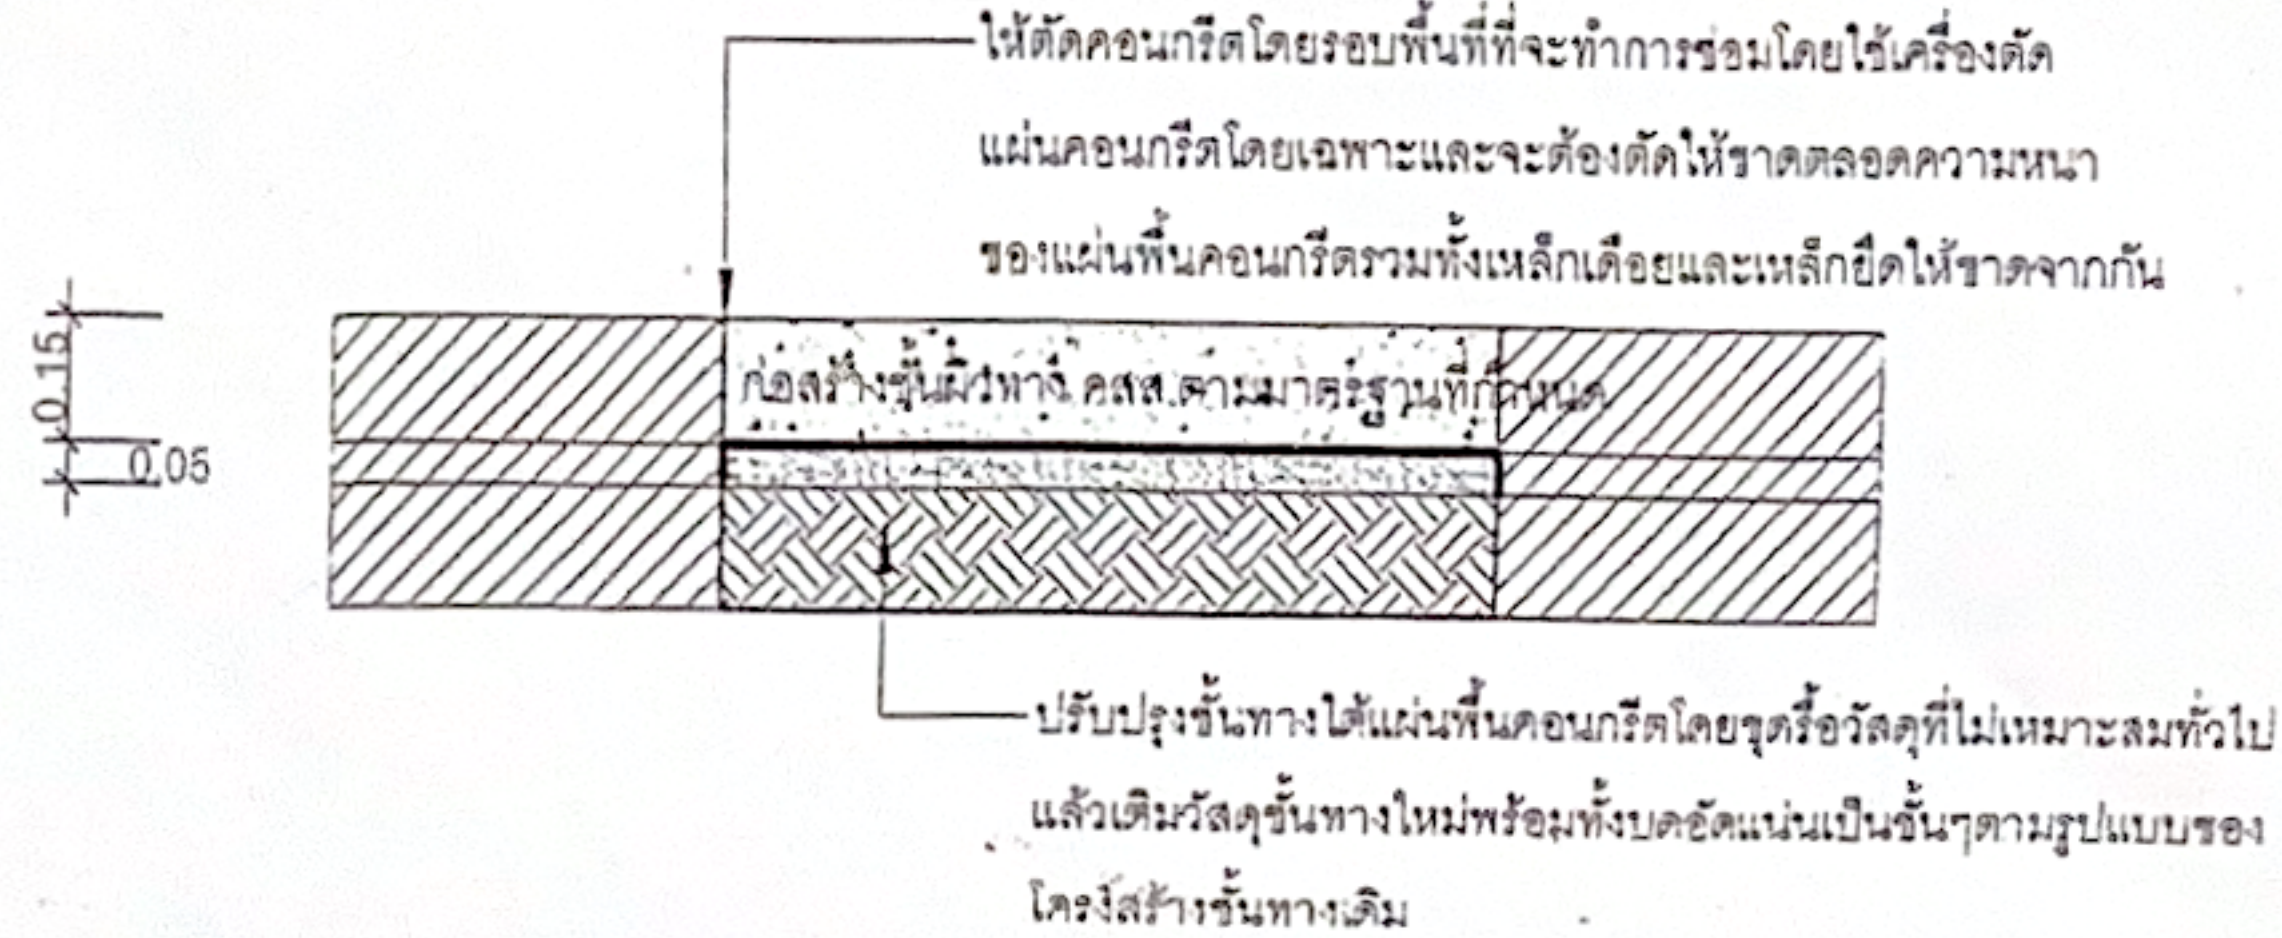 ให้ตัดคอนกรีตโดยรอบพื้นที่ที่จะทำการซ่อมโดยใช้เครื่องตัด
แผ่นคอนกรีตโดยเฉพาะและจะต้องตัดให้ขาดตลอดความหนา
ของแผ่นพื้นคอนกรีตรวมทั้งเหล็กเดือยและเหล็กยึดให้ขาดจากกัน
0.15
ก่อสร้างชั้นผิวทาง คสล.ตามมาตรฐานที่กำหนด
0.05
ปรับปรุงชั้นทางใต้แผ่นพื้นคอนกรีตโดยขุดรื้อวัสดุที่ไม่เหมาะสมทั่วไป
แล้วเติมวัสดุชั้นทางใหม่พร้อมทั้งบดอัดแน่นเป็นชั้นๆตามรูปแบบของ
โครงสร้างชั้นทางเดิม